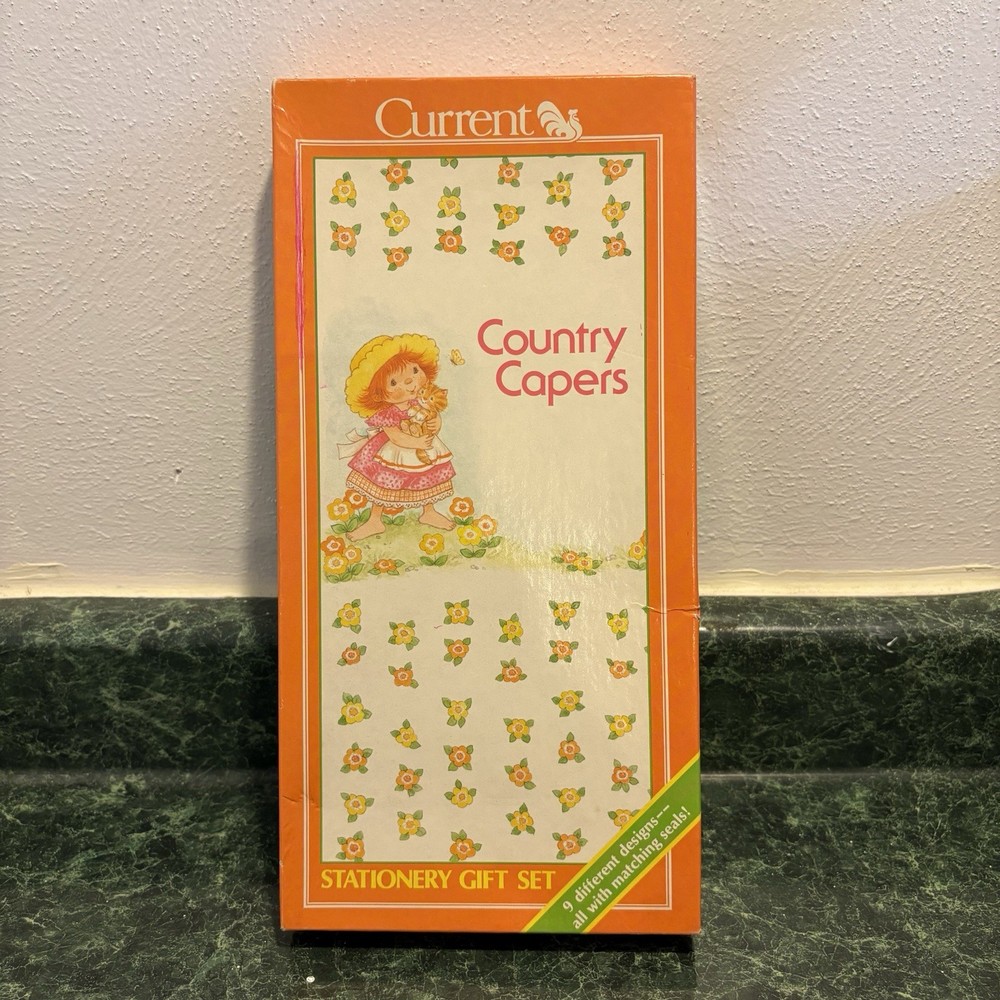 Current
Country
Capers
STATIONERY GIFT SET
9 different designs--
all with matching seals!